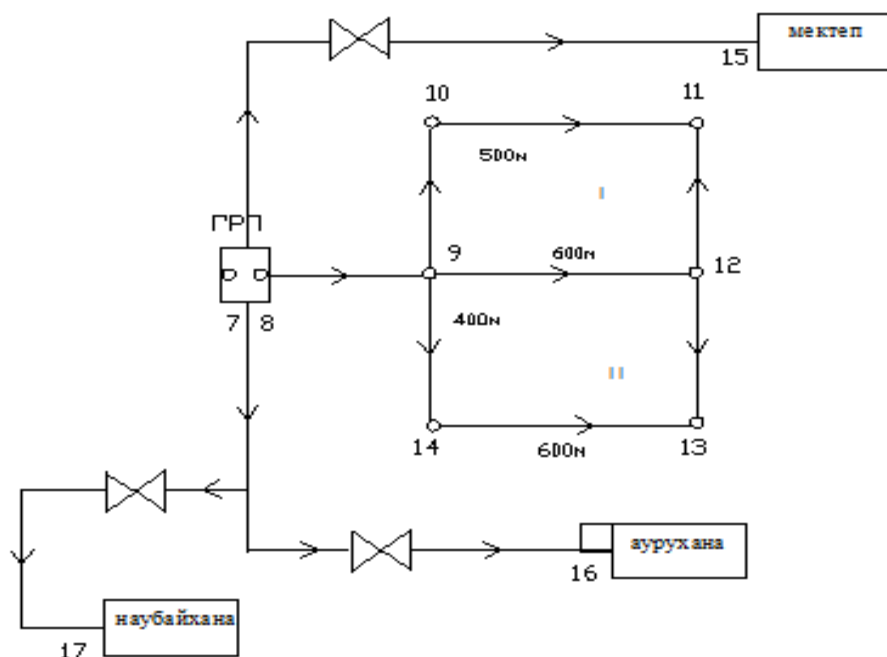 мектеп
15
10
11
500м
I
ГРП
9
600м
12
7 8
400м
II
14
600м
13
аурухана
16
наубайхана
17